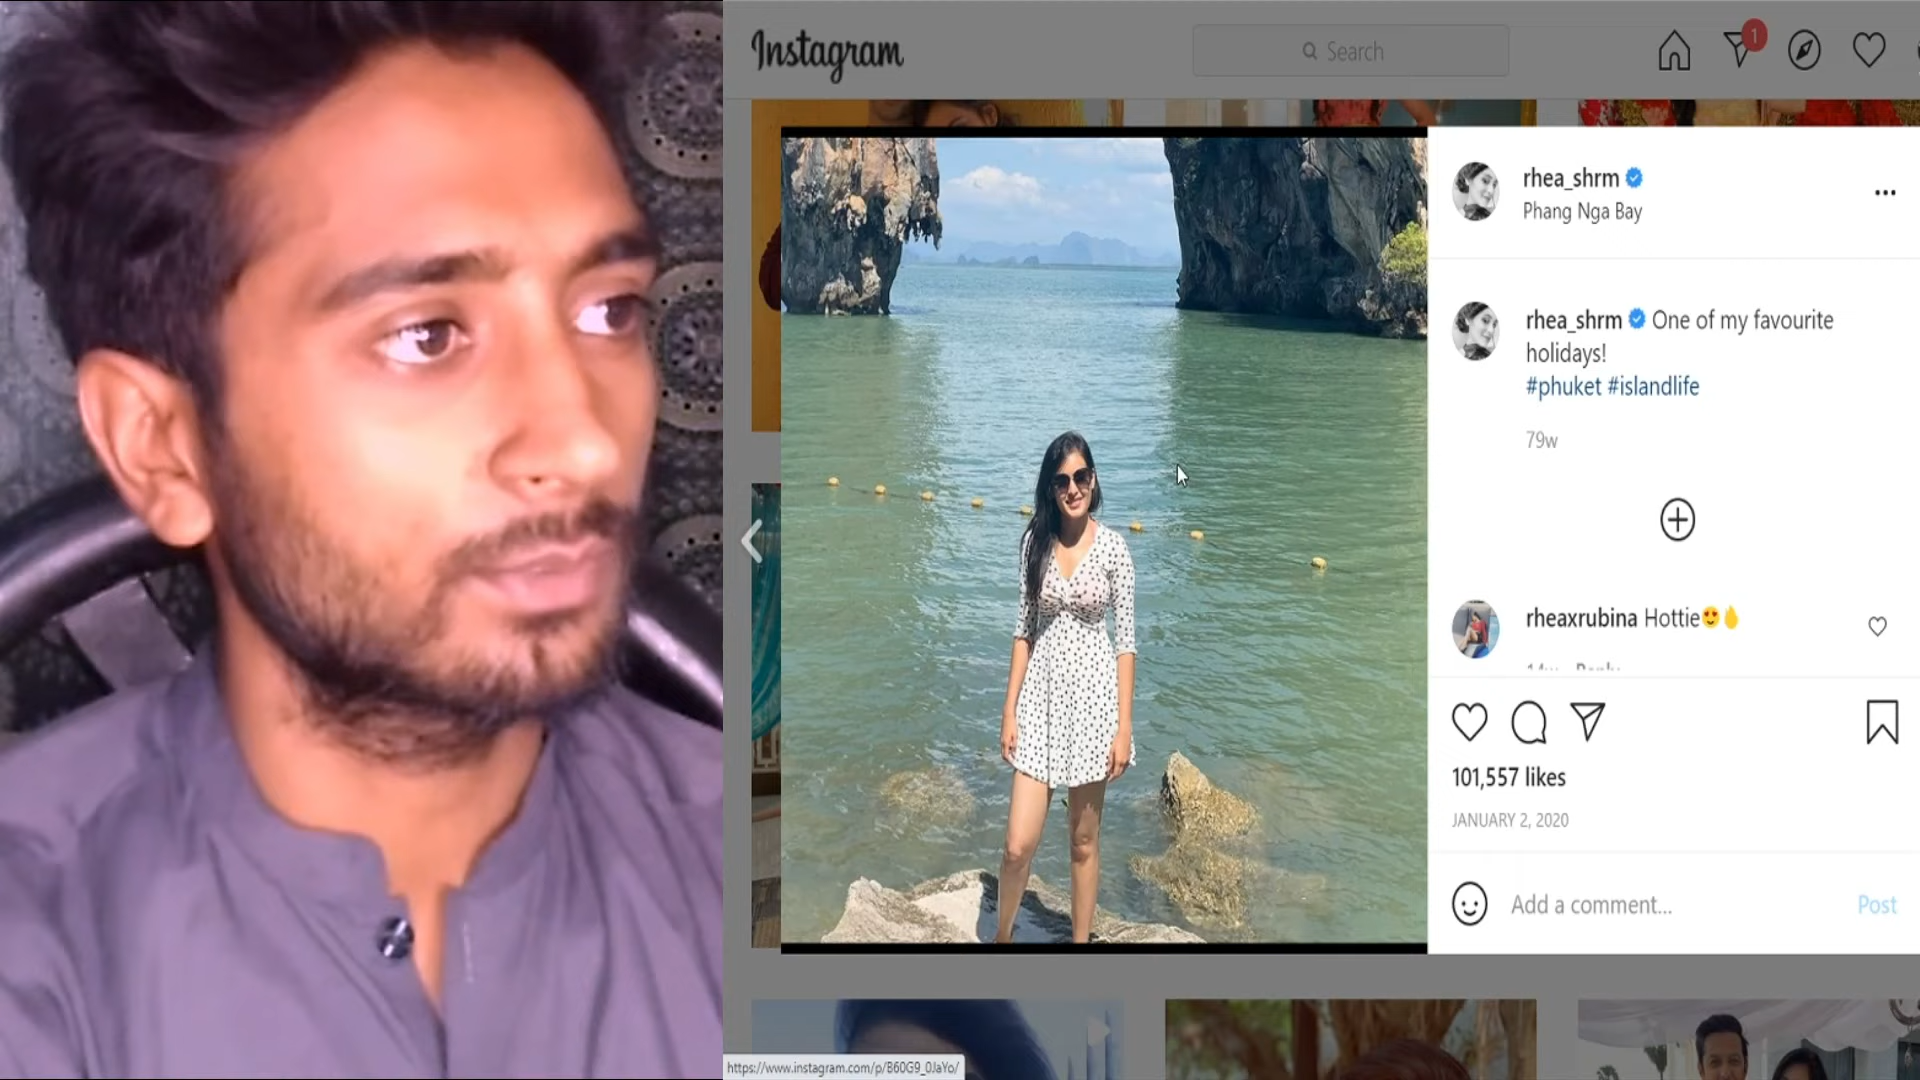 Instagram
Search
1
rhea_shrm
Phang Nga Bay
rhea_shrm One of my favourite
holidays!
#phuket #islandlife
79w
rheaxrubina Hottie😍🔥
101,557 likes
JANUARY 2, 2020
Add a comment...
Post
https://www.instagram.com/p/B60G9_0JaYo/